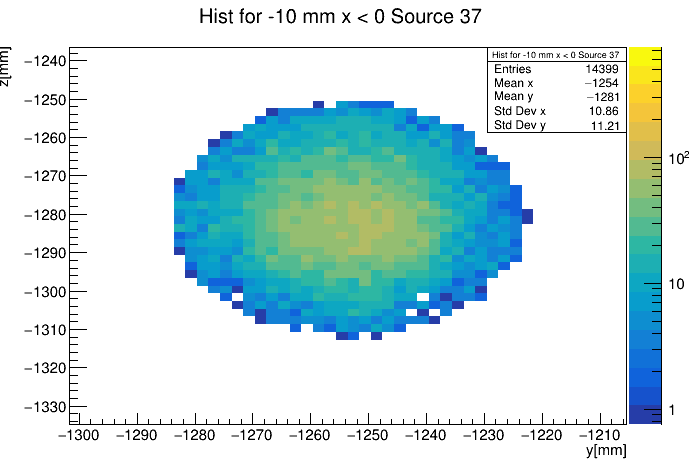 Hist for -10 mm x < 0 Source 37
z[mm]
Hist for -10 mm x < 0 Source 37
Entries 14399
Mean x −1254
Mean y −1281
Std Dev x 10.86
Std Dev y 11.21
−1240
−1250
−1260
−1270
−1280
−1290
−1300
−1310
−1320
−1330
10²
10
1
−1300 −1290 −1280 −1270 −1260 −1250 −1240 −1230 −1220 −1210
y[mm]